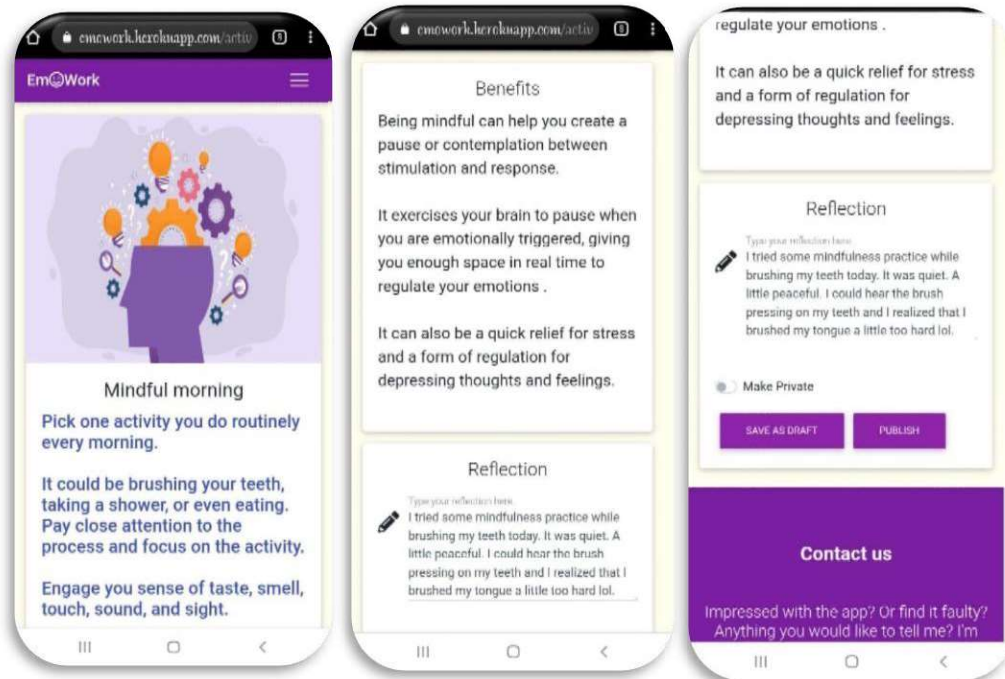 emowork.herokuapp.com/activ
Em Work
Mindful morning
Pick one activity you do routinely
every morning.
It could be brushing your teeth,
taking a shower, or even eating.
Pay close attention to the
process and focus on the activity.
Engage you sense of taste, smell,
touch, sound, and sight.
emowork.herokuapp.com/activ
Benefits
Being mindful can help you create a
pause or contemplation between
stimulation and response.
It exercises your brain to pause when
you are emotionally triggered, giving
you enough space in real time to
regulate your emotions .
It can also be a quick relief for stress
and a form of regulation for
depressing thoughts and feelings.
Reflection
Type your reflection here
I tried some mindfulness practice while
brushing my teeth today. It was quiet. A
little peaceful. I could hear the brush
pressing on my teeth and I realized that I
brushed my tongue a little too hard lol.
regulate your emotions .
It can also be a quick relief for stress
and a form of regulation for
depressing thoughts and feelings.
Reflection
Type your reflection here
I tried some mindfulness practice while
brushing my teeth today. It was quiet. A
little peaceful. I could hear the brush
pressing on my teeth and I realized that I
brushed my tongue a little too hard lol.
Make Private
SAVE AS DRAFT PUBLISH
Contact us
Impressed with the app? Or find it faulty?
Anything you would like to tell me? I'm